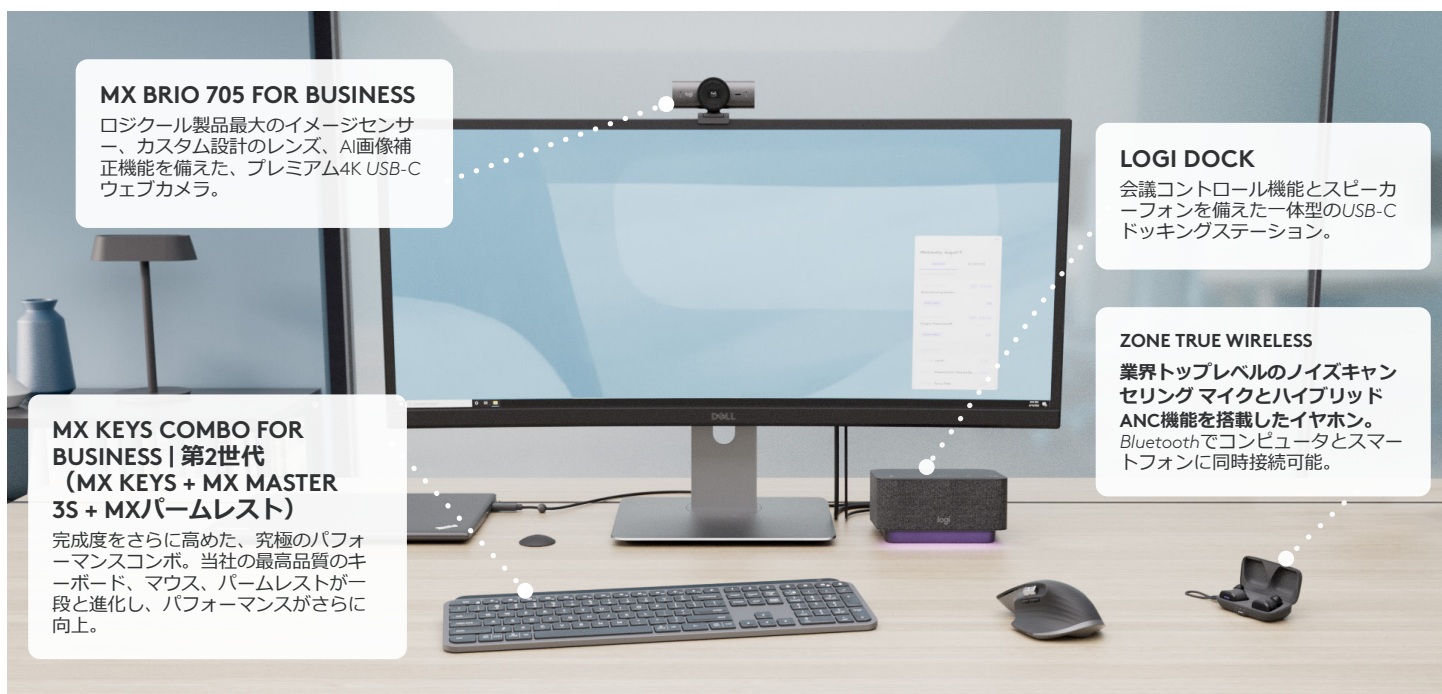 MX BRIO 705 FOR BUSINESS
ロジクール製品最大のイメージセンサ
ー、カスタム設計のレンズ、AI画像補
正機能を備えた、プレミアム4K USB-C
ウェブカメラ。
LOGI DOCK
会議コントロール機能とスピーカ
ーフォンを備えた一体型のUSB-C
ドッキングステーション。
ZONE TRUE WIRELESS
業界トップレベルのノイズキャン
セリング マイクとハイブリッド
ANC機能を搭載したイヤホン。
Bluetoothでコンピュータとスマー
トフォンに同時接続可能。
MX KEYS COMBO FOR
BUSINESS | 第2世代
（MX KEYS + MX MASTER
3S + MXパームレスト）
完成度をさらに高めた、究極のパフォ
ーマンスコンボ。当社の最高品質のキ
ーボード、マウス、パームレストが一
段と進化し、パフォーマンスがさらに
向上。
DELL
logi